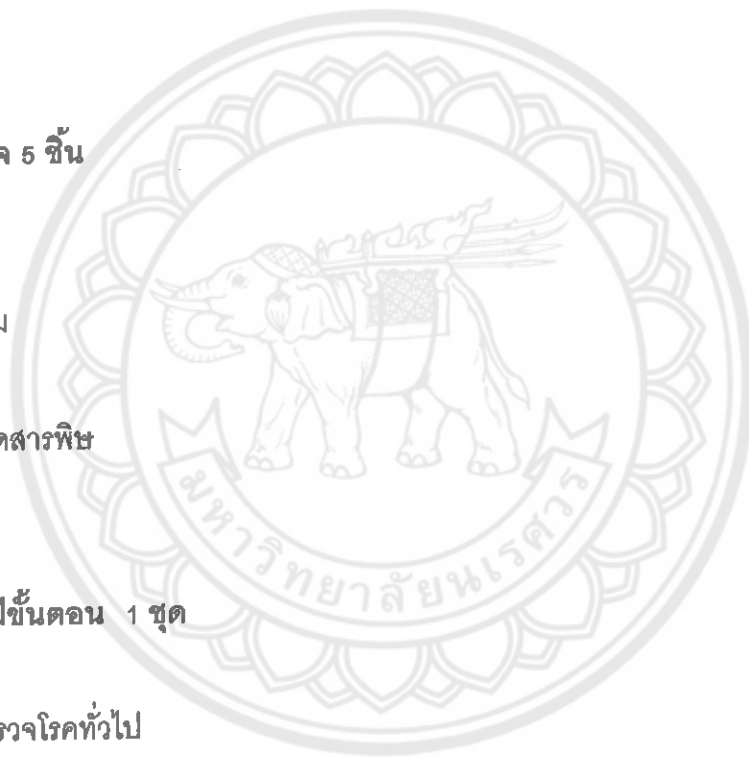 จ 5 ชิ้น
ม
ดสารพิษ
มหาวิทยาลัยนเรศวร
ปขั้นตอน 1 ชุด
รวจโรคทั่วไป